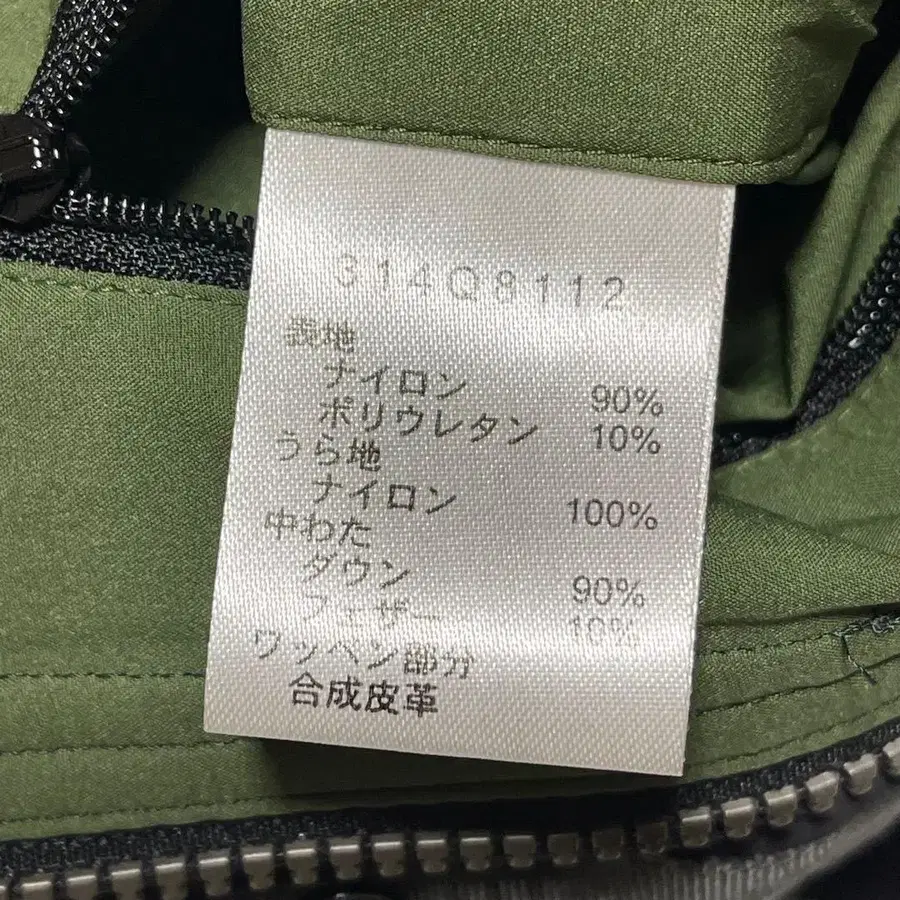 314Q8112
表地
ナイロン 90%
ポリウレタン 10%
うら地
ナイロン 100%
中わた
ダウン 90%
フェザー 10%
ワッペン部分
合成皮革